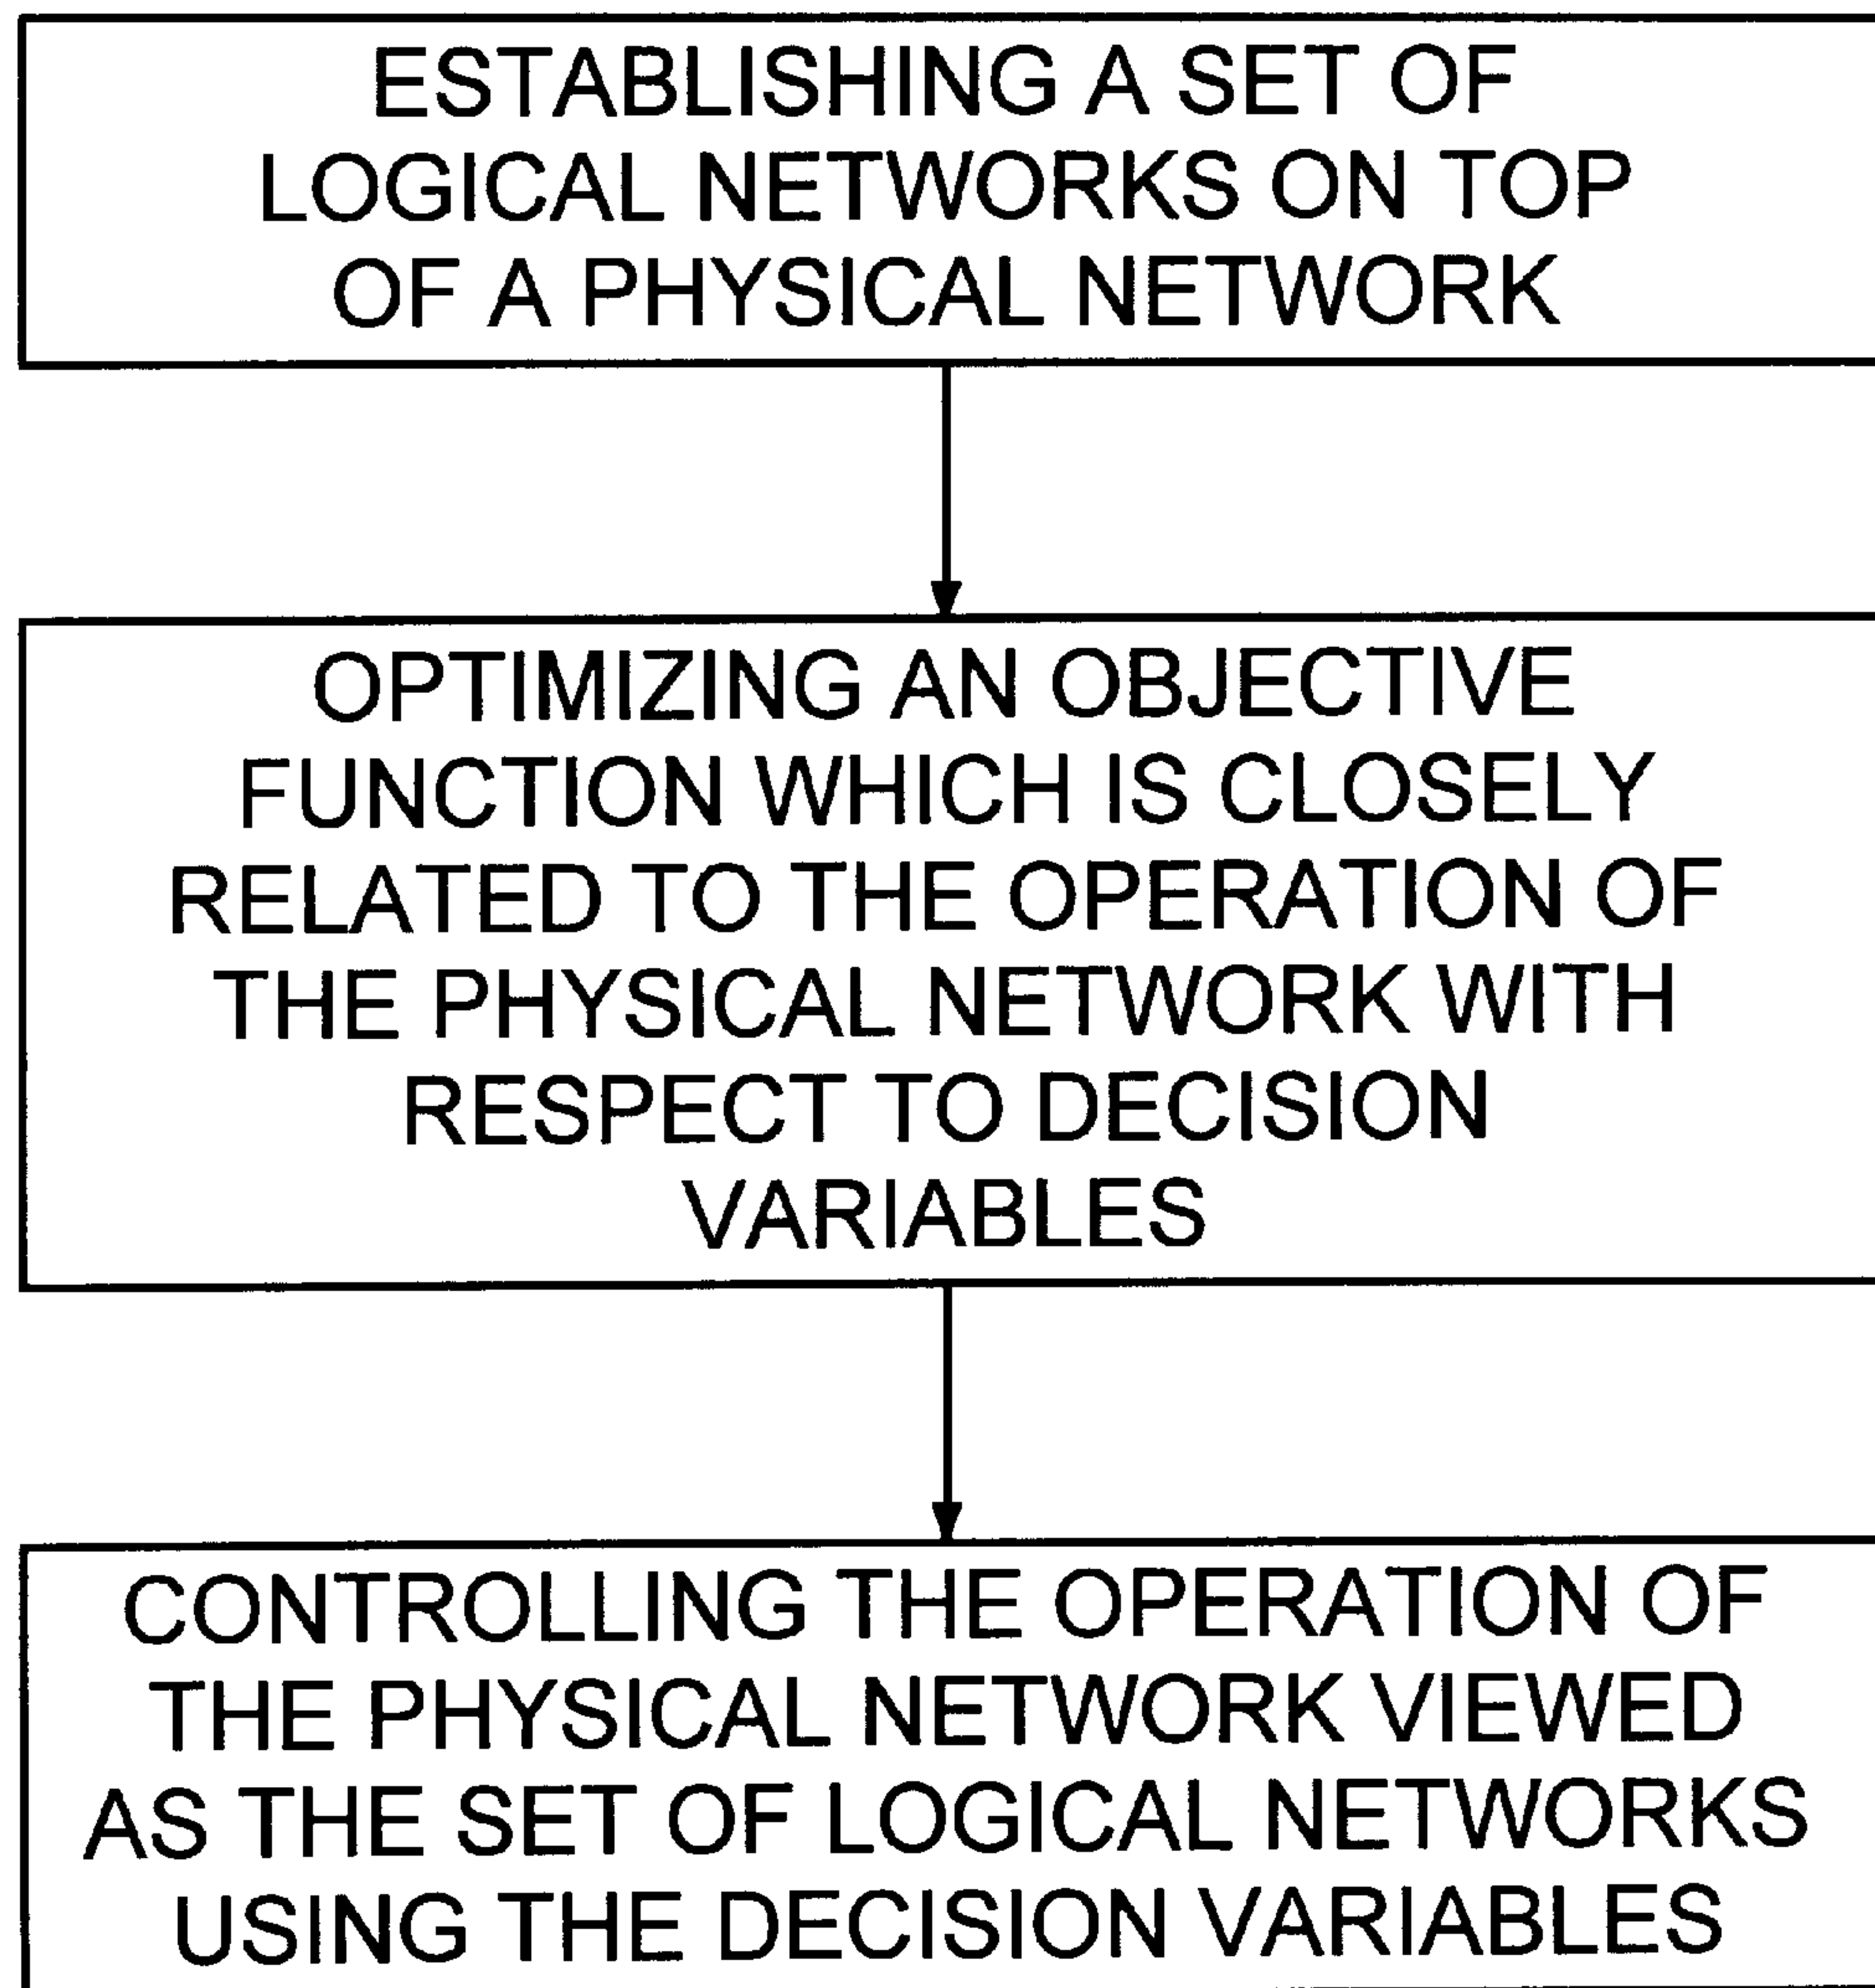 ESTABLISHING A SET OF
LOGICAL NETWORKS ON TOP
OF A PHYSICAL NETWORK
OPTIMIZING AN OBJECTIVE
FUNCTION WHICH IS CLOSELY
RELATED TO THE OPERATION OF
THE PHYSICAL NETWORK WITH
RESPECT TO DECISION
VARIABLES
CONTROLLING THE OPERATION OF
THE PHYSICAL NETWORK VIEWED
AS THE SET OF LOGICAL NETWORKS
USING THE DECISION VARIABLES